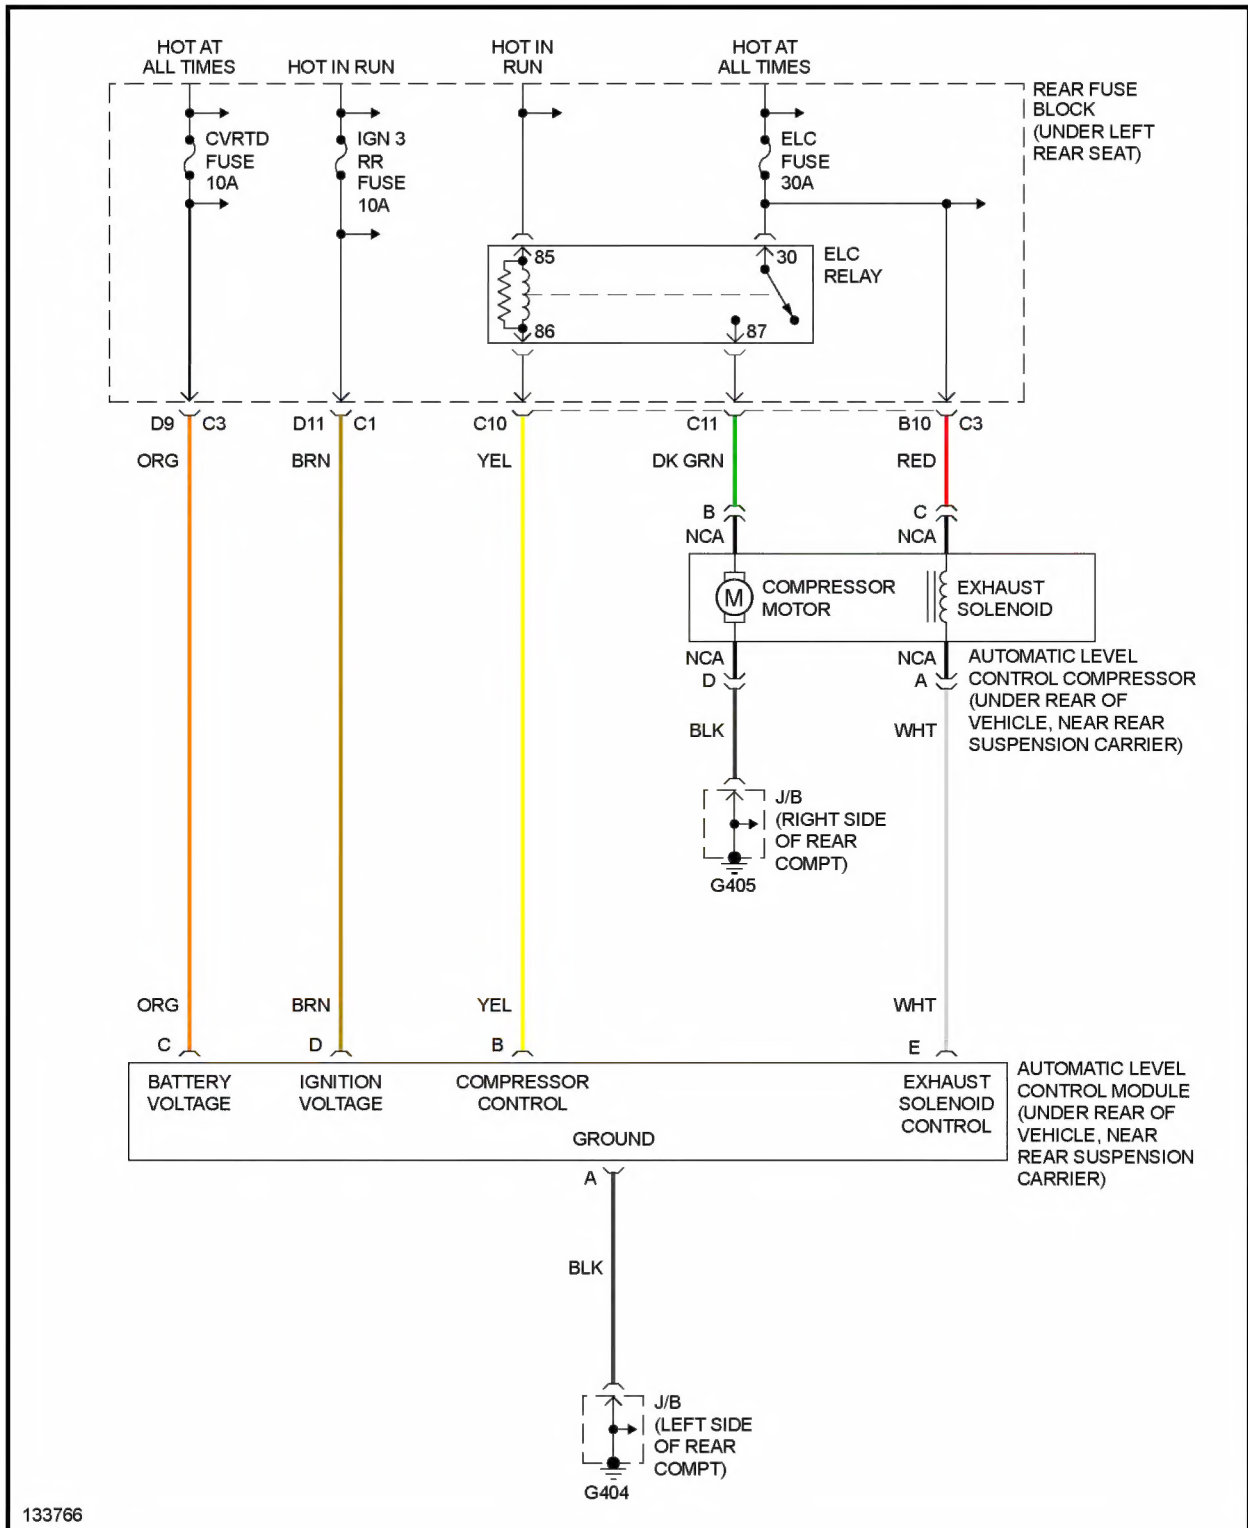 HOT AT
ALL TIMES
HOT IN RUN
HOT IN
RUN
HOT AT
ALL TIMES
REAR FUSE
BLOCK
(UNDER LEFT
REAR SEAT)
CVRTD
FUSE
10A
IGN 3
RR
FUSE
10A
ELC
FUSE
30A
85
30
ELC
RELAY
86
87
D9 C3
D11 C1
C10
C11
B10 C3
ORG
BRN
YEL
DK GRN
RED
B
C
NCA
NCA
M
COMPRESSOR
MOTOR
EXHAUST
SOLENOID
NCA
NCA
D
A
AUTOMATIC LEVEL
CONTROL COMPRESSOR
(UNDER REAR OF
VEHICLE, NEAR REAR
SUSPENSION CARRIER)
BLK
WHT
J/B
(RIGHT SIDE
OF REAR
COMPT)
G405
ORG
BRN
YEL
WHT
C
D
B
E
BATTERY
VOLTAGE
IGNITION
VOLTAGE
COMPRESSOR
CONTROL
EXHAUST
SOLENOID
CONTROL
GROUND
AUTOMATIC LEVEL
CONTROL MODULE
(UNDER REAR OF
VEHICLE, NEAR
REAR SUSPENSION
CARRIER)
A
BLK
J/B
(LEFT SIDE
OF REAR
COMPT)
G404
133766